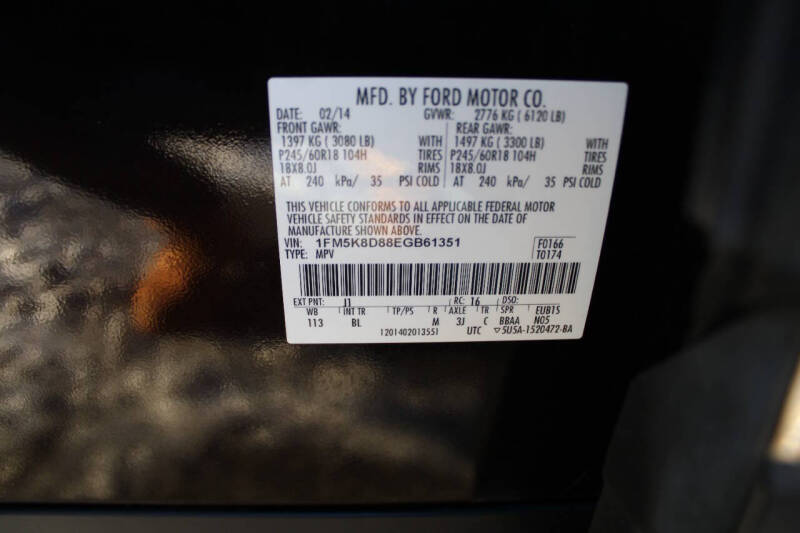 MFD. BY FORD MOTOR CO.
DATE: 02/14 GVWR: 2776 KG ( 6120 LB)
FRONT GAWR: REAR GAWR:
1397 KG ( 3080 LB) WITH 1497 KG ( 3300 LB) WITH
P245/60R18 104H TIRES P245/60R18 104H TIRES
18X8.0J RIMS 18X8.0J RIMS
AT 240 kPa/ 35 PSI COLD AT 240 kPa/ 35 PSI COLD
THIS VEHICLE CONFORMS TO ALL APPLICABLE FEDERAL MOTOR
VEHICLE SAFETY STANDARDS IN EFFECT ON THE DATE OF
MANUFACTURE SHOWN ABOVE.
VIN: 1FM5K8D88EGB61351 F0166
TYPE: MPV T0174
EXT PNT: J1 RC: 16 DSO:
WB INT TR TP/PS R AXLE TR SPR EUB15
113 BL M 3J C BBAA N05
1201402013551 UTC ▽5U5A-1520472-BA